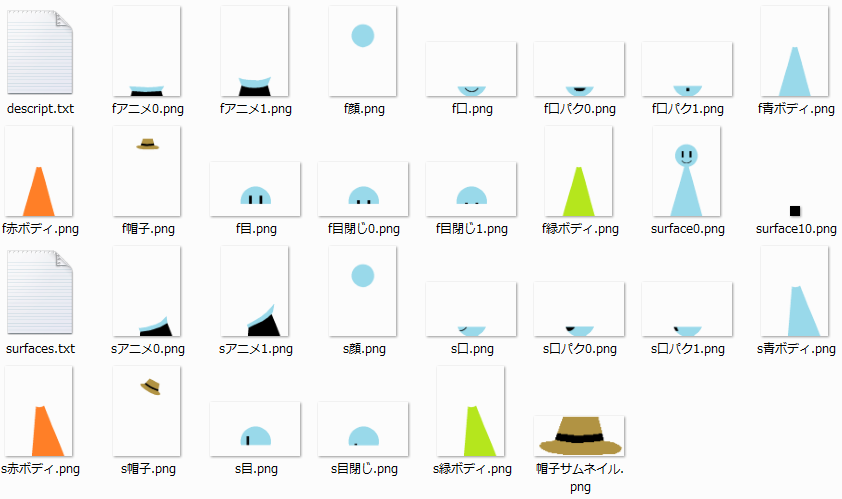 descript.txt
fアニメ0.png
fアニメ1.png
f顔.png
f口.png
f口パク0.png
f口パク1.png
f青ボディ.png
f赤ボディ.png
f帽子.png
f目.png
f目閉じ0.png
f目閉じ1.png
f緑ボディ.png
surface0.png
surface10.png
surfaces.txt
sアニメ0.png
sアニメ1.png
s顔.png
s口.png
s口パク0.png
s口パク1.png
s青ボディ.png
s赤ボディ.png
s帽子.png
s目.png
s目閉じ.png
s緑ボディ.png
帽子サムネイル.
png